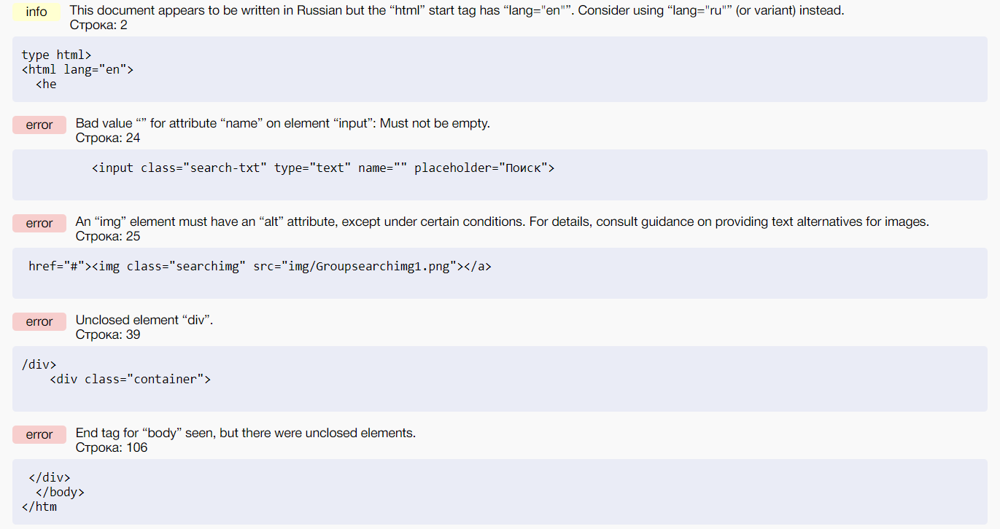 info This document appears to be written in Russian but the “html” start tag has “lang="en"”. Consider using “lang="ru"” (or variant) instead.
Строка: 2
type html>
<html lang="en">
<he
error Bad value “” for attribute “name” on element “input”: Must not be empty.
Строка: 24
<input class="search-txt" type="text" name="" placeholder="Поиск">
error An “img” element must have an “alt” attribute, except under certain conditions. For details, consult guidance on providing text alternatives for images.
Строка: 25
href="#"><img class="searchimg" src="img/Groupsearchimg1.png"></a>
error Unclosed element “div”.
Строка: 39
/div>
<div class="container">
error End tag for “body” seen, but there were unclosed elements.
Строка: 106
</div>
</body>
</htm